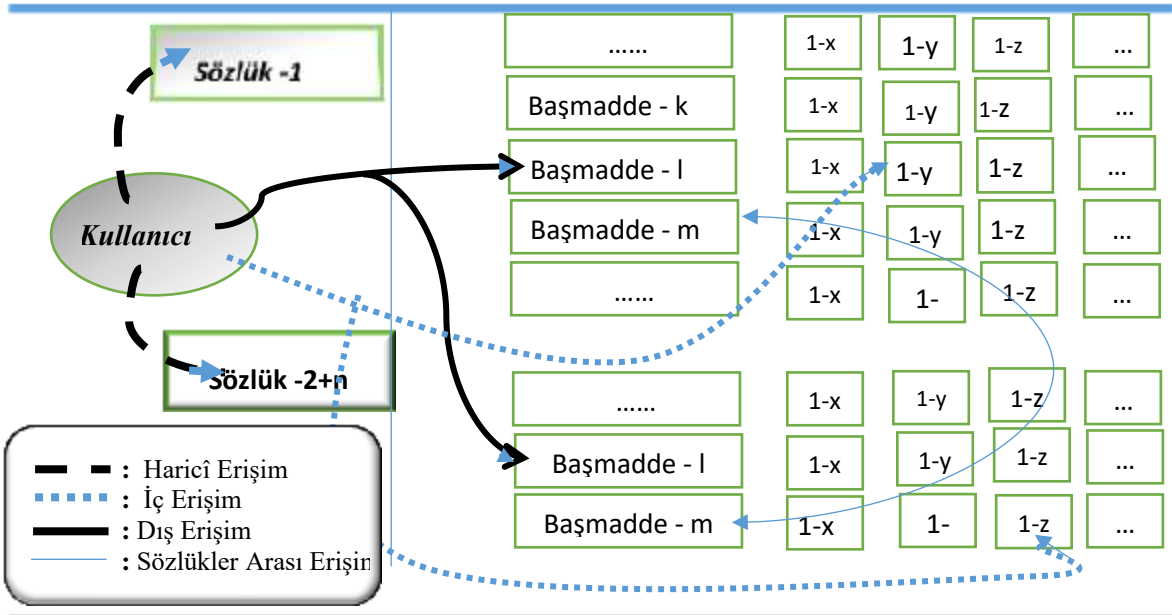 Sözlük -1
Kullanıcı
Sözlük -2+n
...... 1-x 1-y 1-z ...
Başmadde - k 1-x 1-y 1-z ...
Başmadde - l 1-x 1-y 1-z ...
Başmadde - m 1-x 1-y 1-z ...
...... 1-x 1- 1-z ...
...... 1-x 1-y 1-z ...
Başmadde - l 1-x 1-y 1-z ...
Başmadde - m 1-x 1- 1-z ...
: Haricî Erişim
: İç Erişim
: Dış Erişim
: Sözlükler Arası Erişin